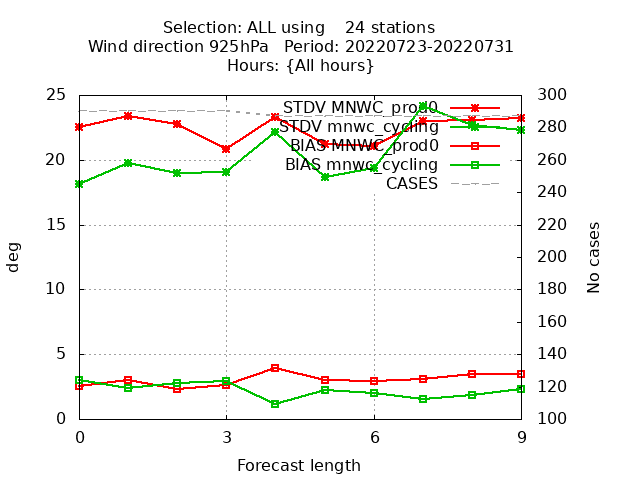 Selection: ALL using    24 stations
Wind direction 925hPa   Period: 20220723-20220731
Hours: {All hours}
25
20
15
10
5
0
deg
300
280
260
240
220
200
180
160
140
120
100
No cases
STDV MNWC_prod0
STDV mnwc_cycling
BIAS MNWC_prod0
BIAS mnwc_cycling
CASES
0
3
6
9
Forecast length